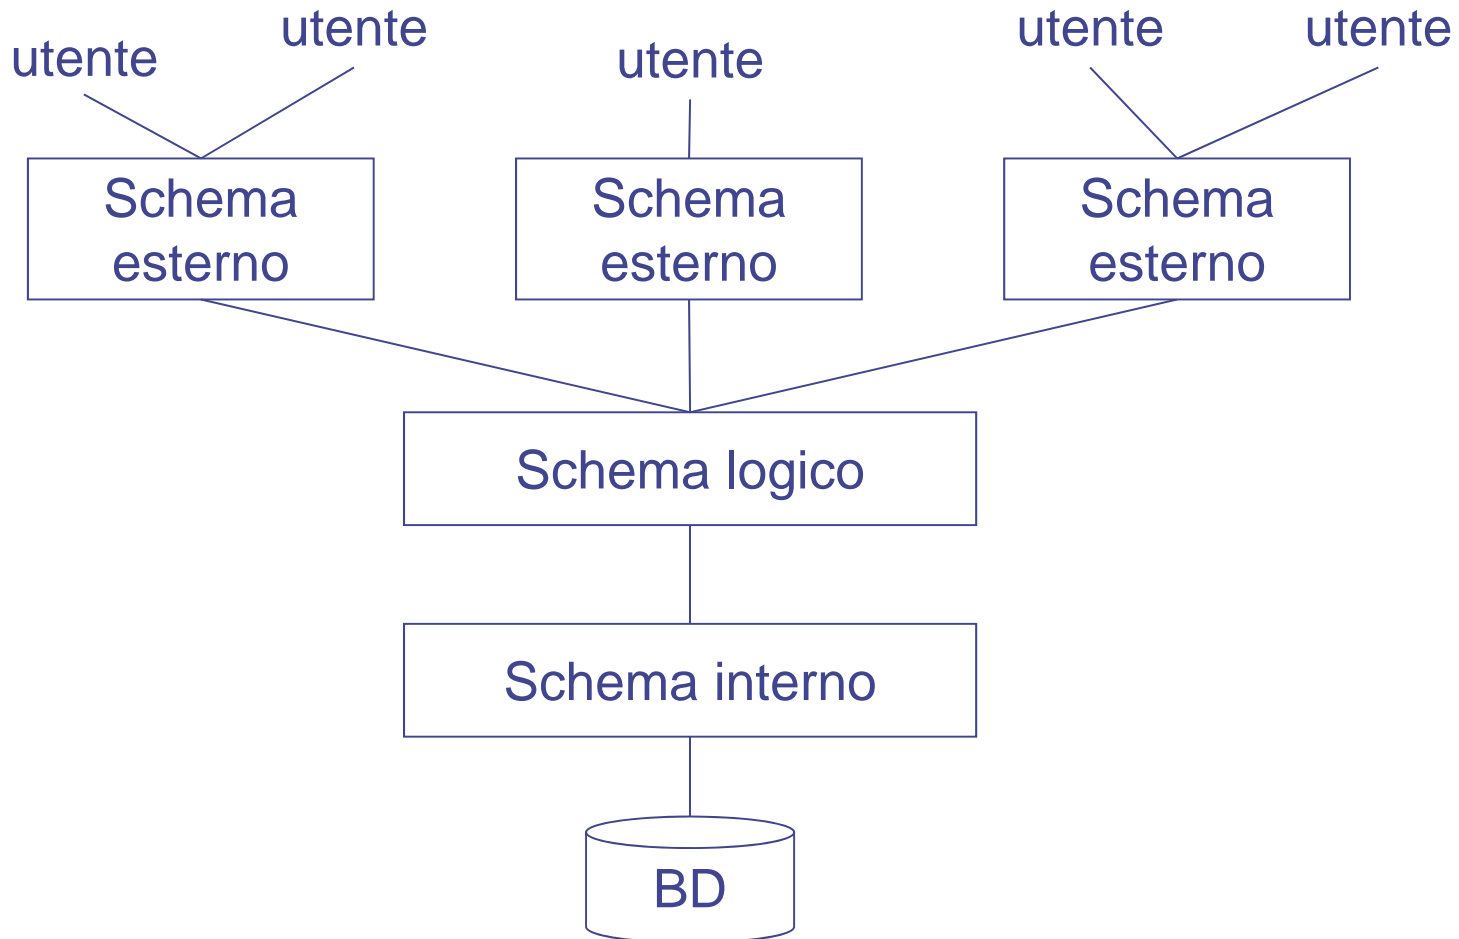 utente
utente
utente
utente
utente
Schema
esterno
Schema
esterno
Schema
esterno
Schema logico
Schema interno
BD